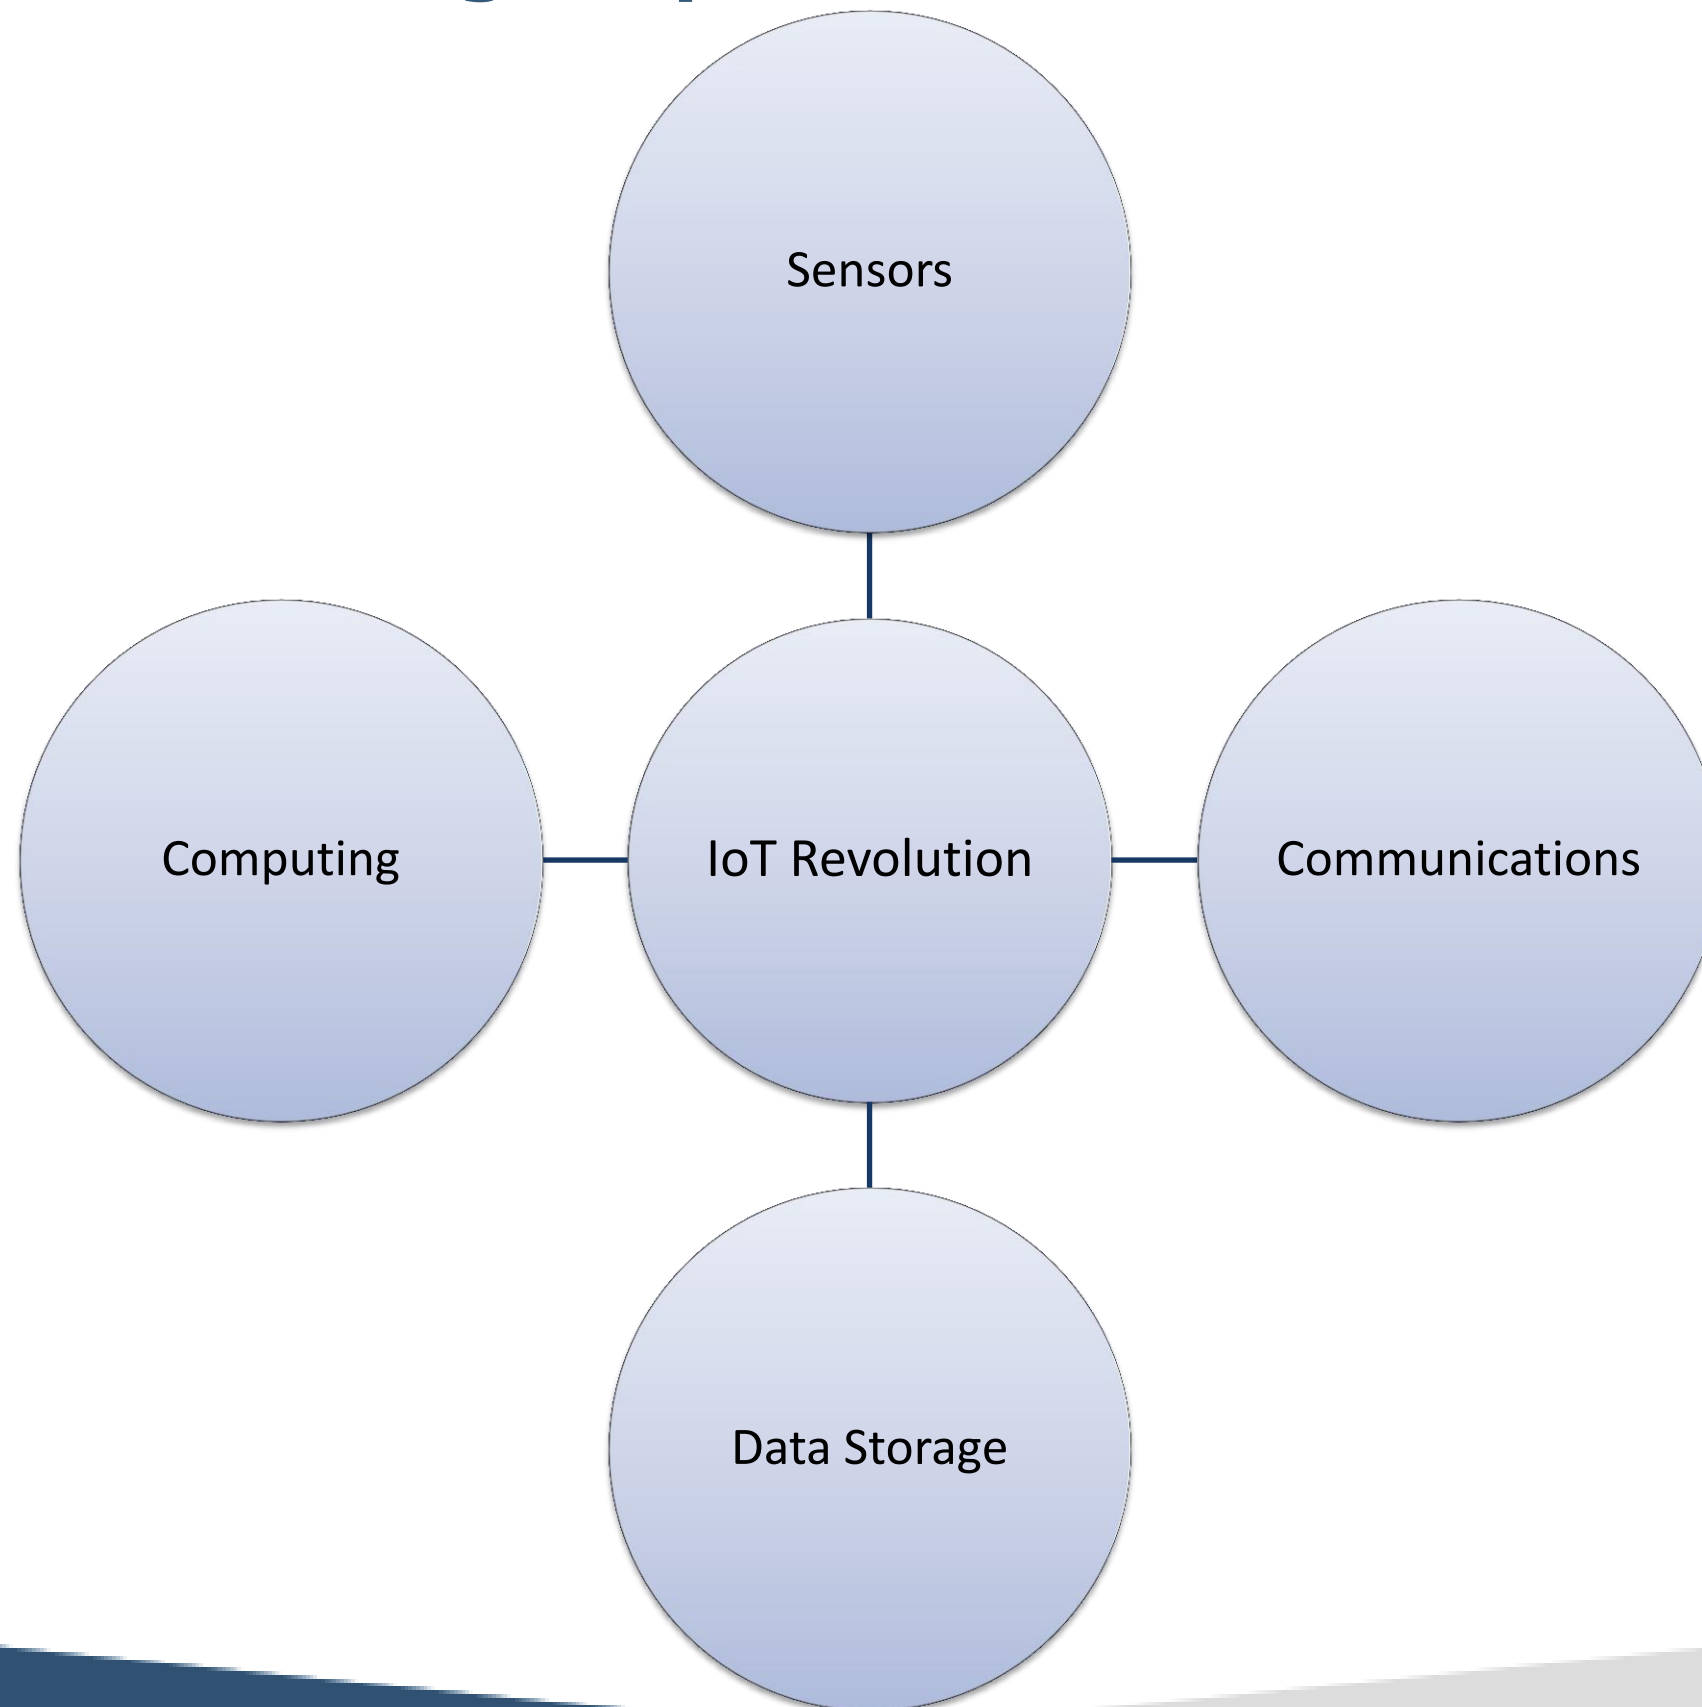 Sensors
Computing
IoT Revolution
Communications
Data Storage